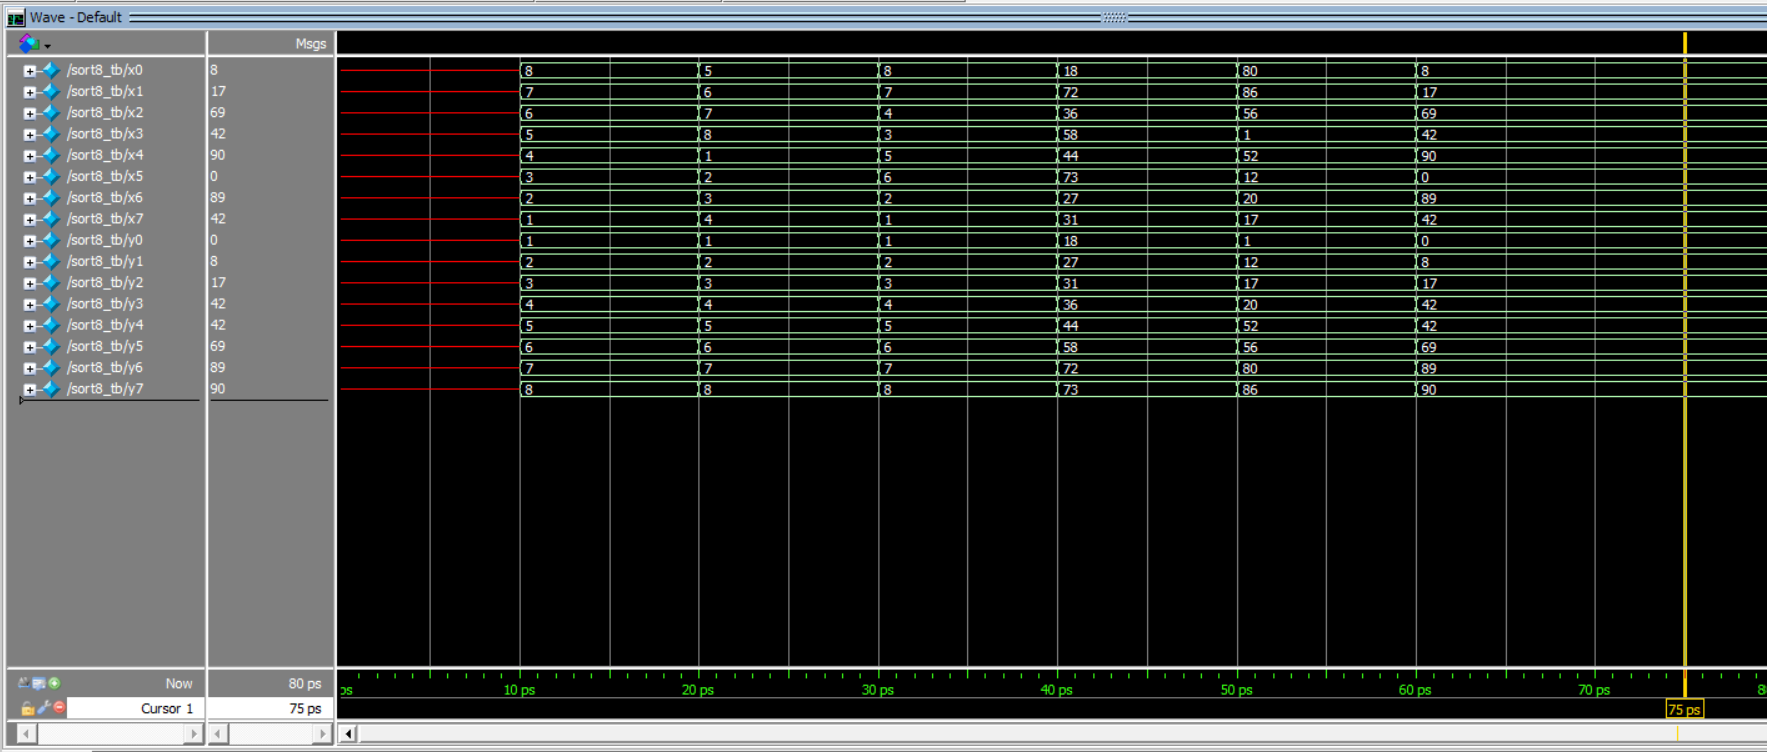 Wave - Default
Msgs
/sort8_tb/x0 8 8 5 8 18 80 8
/sort8_tb/x1 17 7 6 7 72 86 17
/sort8_tb/x2 69 6 7 4 36 56 69
/sort8_tb/x3 42 5 8 3 58 1 42
/sort8_tb/x4 90 4 1 5 44 52 90
/sort8_tb/x5 0 3 2 6 73 12 0
/sort8_tb/x6 89 2 3 2 27 20 89
/sort8_tb/x7 42 1 4 1 31 17 42
/sort8_tb/y0 0 1 1 1 18 1 0
/sort8_tb/y1 8 2 2 2 27 12 8
/sort8_tb/y2 17 3 3 3 31 17 17
/sort8_tb/y3 42 4 4 4 36 20 42
/sort8_tb/y4 42 5 5 5 44 52 42
/sort8_tb/y5 69 6 6 6 58 56 69
/sort8_tb/y6 89 7 7 7 72 80 89
/sort8_tb/y7 90 8 8 8 73 86 90
Now 80 ps ps 10 ps 20 ps 30 ps 40 ps 50 ps 60 ps 70 ps 8
Cursor 1 75 ps 75 ps